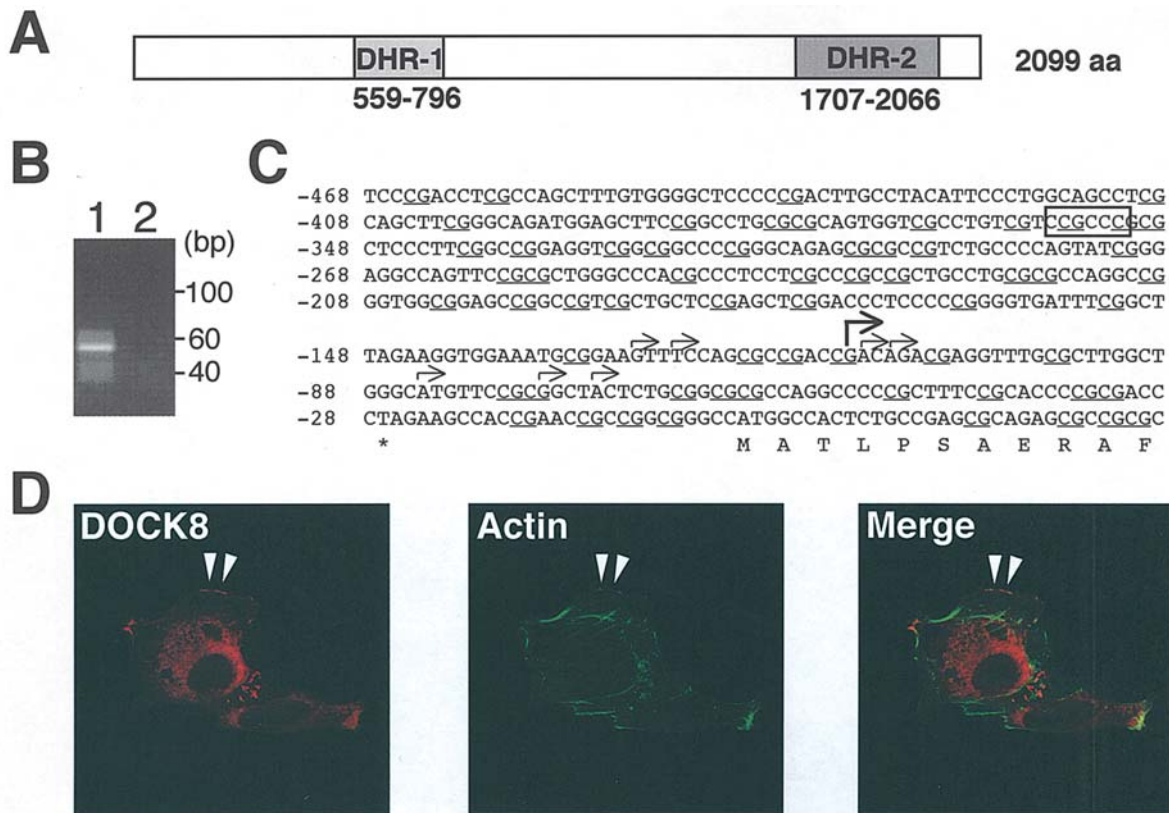 A
DHR-1
DHR-2
2099 aa
559-796
1707-2066
B
1 2
(bp)
100
60
40
C
-468 TCCCGACCTCGCCAGCTTTGTGGGGCTCCCCCGACTTGCCTACATTCCCTGGCAGCCTCG
-408 CAGCTTCGGGCAGATGGAGCTTCCGGCCTGCGCGCAGTGGTCGCCTGTCGTCCGCCCGCG
-348 CTCCCTTCGGCCGGAGGTCGGCGGCCCCGGGCAGAGCGCGCCGTCTGCCCCAGTATCGGG
-268 AGGCCAGTTCCGCGCTGGGCCCACGCCCTCCTCGCCCGCCGCTGCCTGCGCGCCAGGCCG
-208 GGTGGCGGAGCCGGCCGTCGCTGCTCCGAGCTCGGACCCTCCCCCGGGGTGATTTCGGCT
-148 TAGAAGGTGGAAATGCGGAAGTTTCCAGCGCCGACCGACAGACGAGGTTTGCGCTTGGCT
-88 GGGCATGTTCCGCGGCTACTCTGCGGCGCGCCAGGCCCCCGCTTTCCGCACCCCGCGACC
-28 CTAGAAGCCACCGAACCGCCGGCGGGCCATGGCCACTCTGCCGAGCGCAGAGCGCCGCGC
* M A T L P S A E R A F
D
DOCK8
Actin
Merge